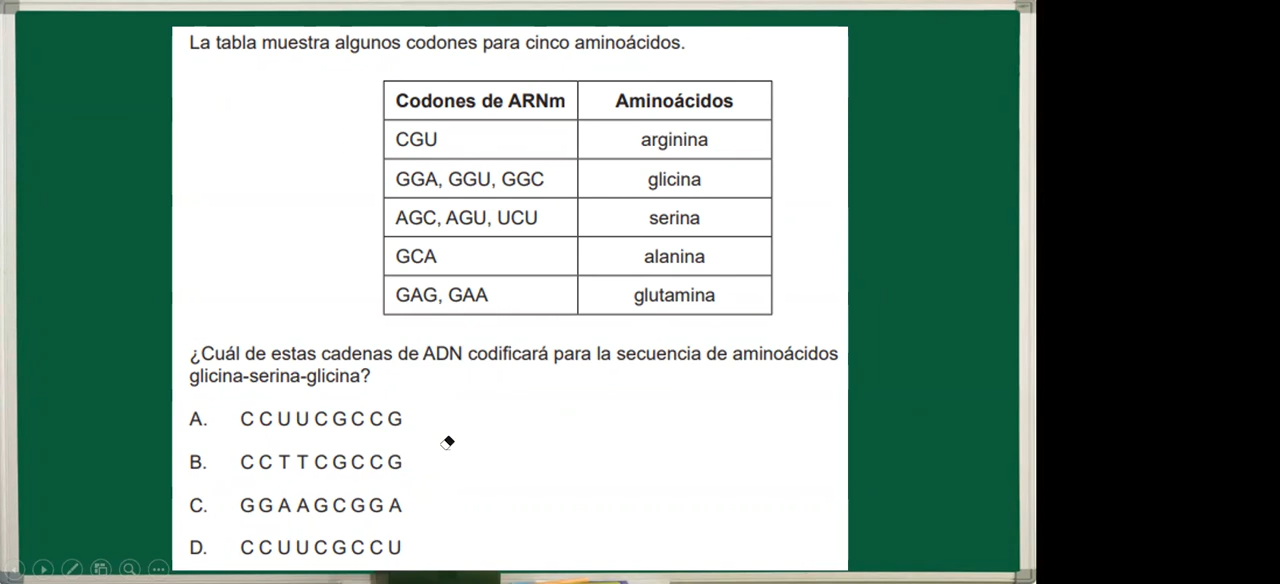 La tabla muestra algunos codones para cinco aminoácidos.
Codones de ARNm Aminoácidos
CGU arginina
GGA, GGU, GGC glicina
AGC, AGU, UCU serina
GCA alanina
GAG, GAA glutamina
¿Cuál de estas cadenas de ADN codificará para la secuencia de aminoácidos
glicina-serina-glicina?
A. C C U U C G C C G
B. C C T T C G C C G
C. G G A A G C G G A
D. C C U U C G C C U